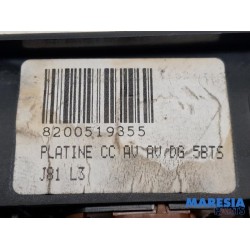 8200519355
PLATINE CC AV AV DG 5BTS
J81 L3
MARESIA